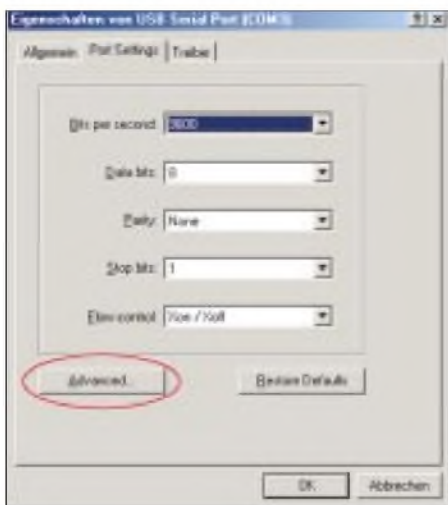 Eigenschaften von USB Serial Port (COM3)
Allgemein Port Settings Treiber
Bits per second: 9600
Data bits: 8
Parity: None
Stop bits: 1
Flow control: Xon / Xoff
Advanced...
Restore Defaults
OK
Abbrechen